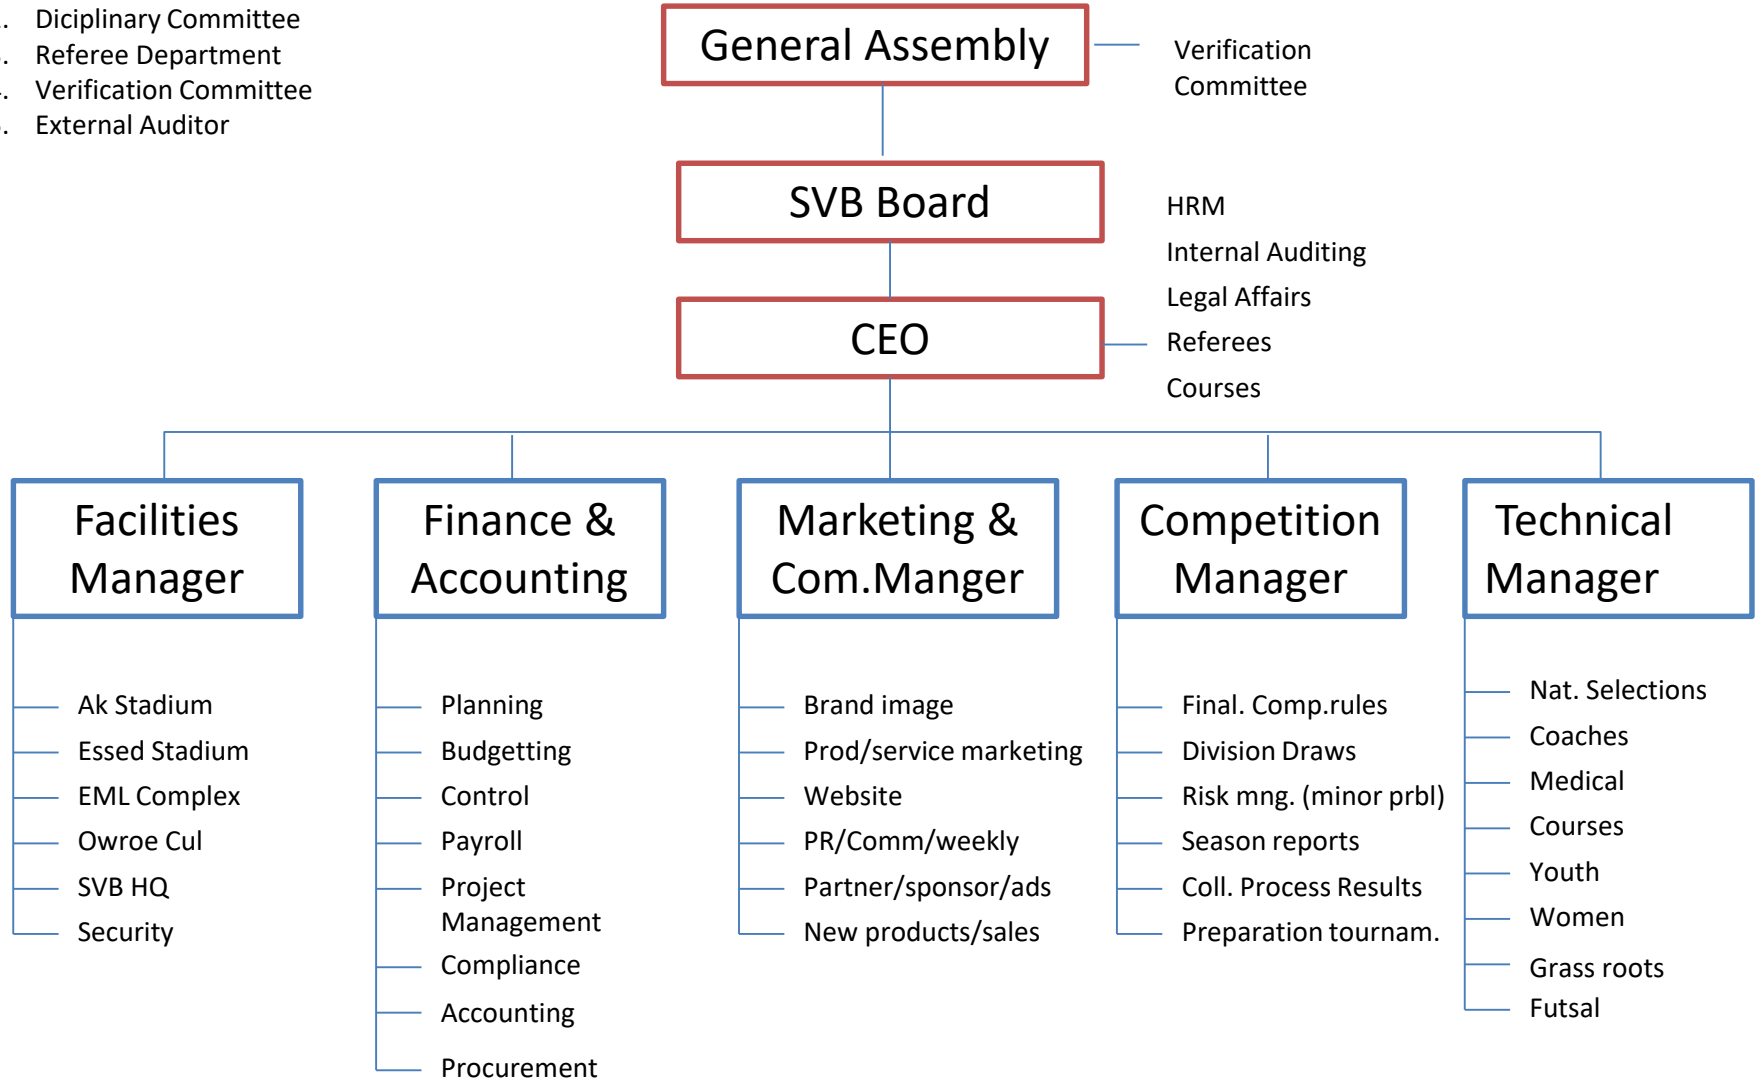 Diciplinary Committee
Referee Department
Verification Committee
External Auditor
General Assembly
Verification
Committee
SVB Board
HRM
Internal Auditing
Legal Affairs
CEO
Referees
Courses
Facilities
Manager
Finance &
Accounting
Marketing &
Com.Manger
Competition
Manager
Technical
Manager
Ak Stadium
Essed Stadium
EML Complex
Owroe Cul
SVB HQ
Security
Planning
Budgetting
Control
Payroll
Project
Management
Compliance
Accounting
Procurement
Brand image
Prod/service marketing
Website
PR/Comm/weekly
Partner/sponsor/ads
New products/sales
Final. Comp.rules
Division Draws
Risk mng. (minor prbl)
Season reports
Coll. Process Results
Preparation tournam.
Nat. Selections
Coaches
Medical
Courses
Youth
Women
Grass roots
Futsal